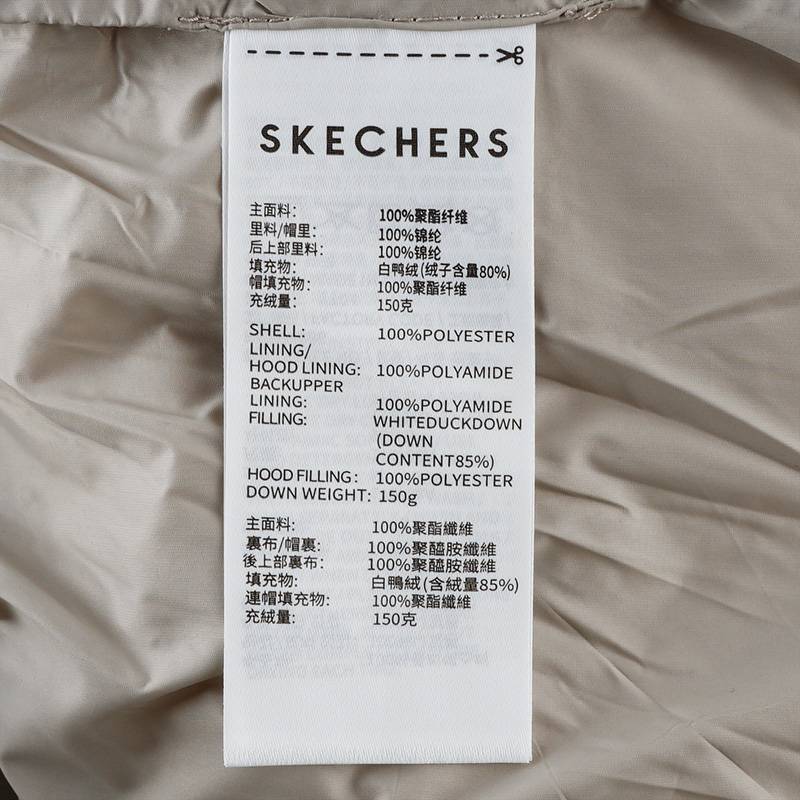 SKECHERS
主面料： 100%聚酯纤维
里料/帽里： 100%锦纶
后上部里料： 100%锦纶
填充物： 白鸭绒(绒子含量80%)
帽填充物： 100%聚酯纤维
充绒量： 150克
SHELL: 100%POLYESTER
LINING/
HOOD LINING: 100%POLYAMIDE
BACKUPPER
LINING: 100%POLYAMIDE
FILLING: WHITEDUCKDOWN
(DOWN
CONTENT85%)
HOOD FILLING: 100%POLYESTER
DOWN WEIGHT: 150g
主面料： 100%聚酯纖維
裏布/帽裏： 100%聚醯胺纖維
後上部裏布： 100%聚醯胺纖維
填充物： 白鴨絨(含絨量85%)
連帽填充物： 100%聚酯纖維
充絨量： 150克